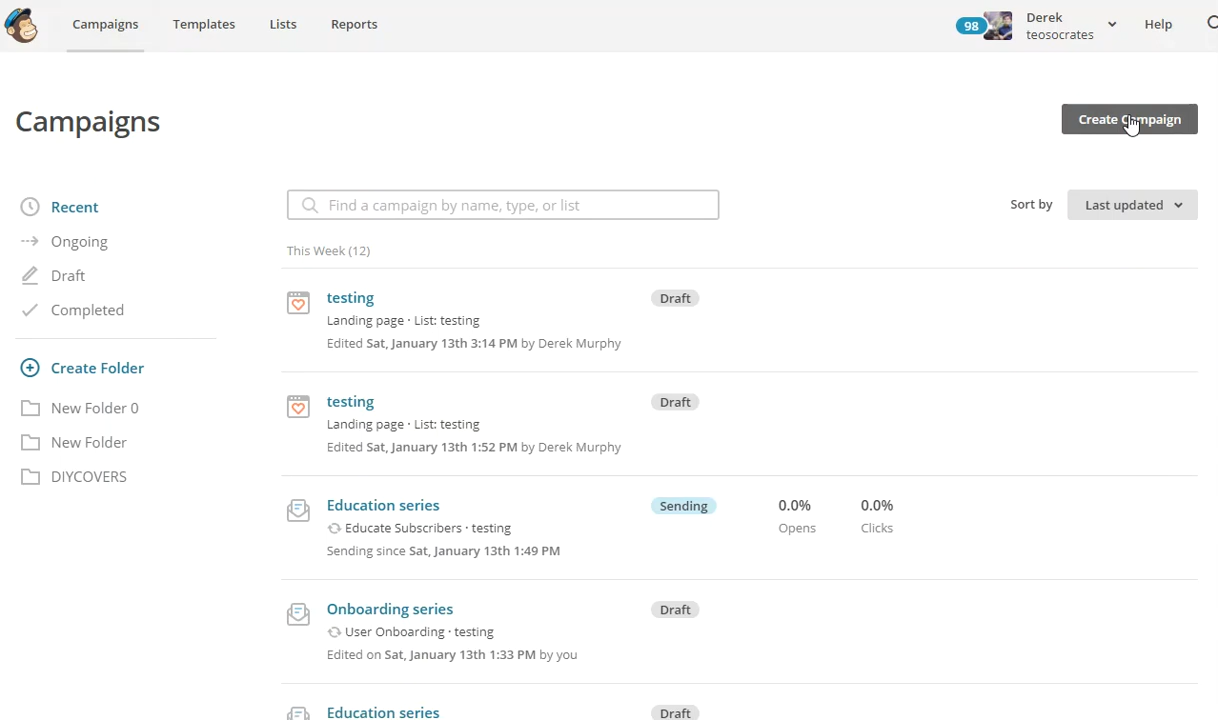 Campaigns
Templates
Lists
Reports
98
Derek
teosocrates
Help
Campaigns
Create Campaign
Recent
Ongoing
Draft
Completed
Create Folder
New Folder 0
New Folder
DIYCOVERS
Find a campaign by name, type, or list
Sort by
Last updated
This Week (12)
testing
Draft
Landing page · List: testing
Edited Sat, January 13th 3:14 PM by Derek Murphy
testing
Draft
Landing page · List: testing
Edited Sat, January 13th 1:52 PM by Derek Murphy
Education series
Sending
0.0%
0.0%
Educate Subscribers · testing
Opens
Clicks
Sending since Sat, January 13th 1:49 PM
Onboarding series
Draft
User Onboarding · testing
Edited on Sat, January 13th 1:33 PM by you
Education series
Draft